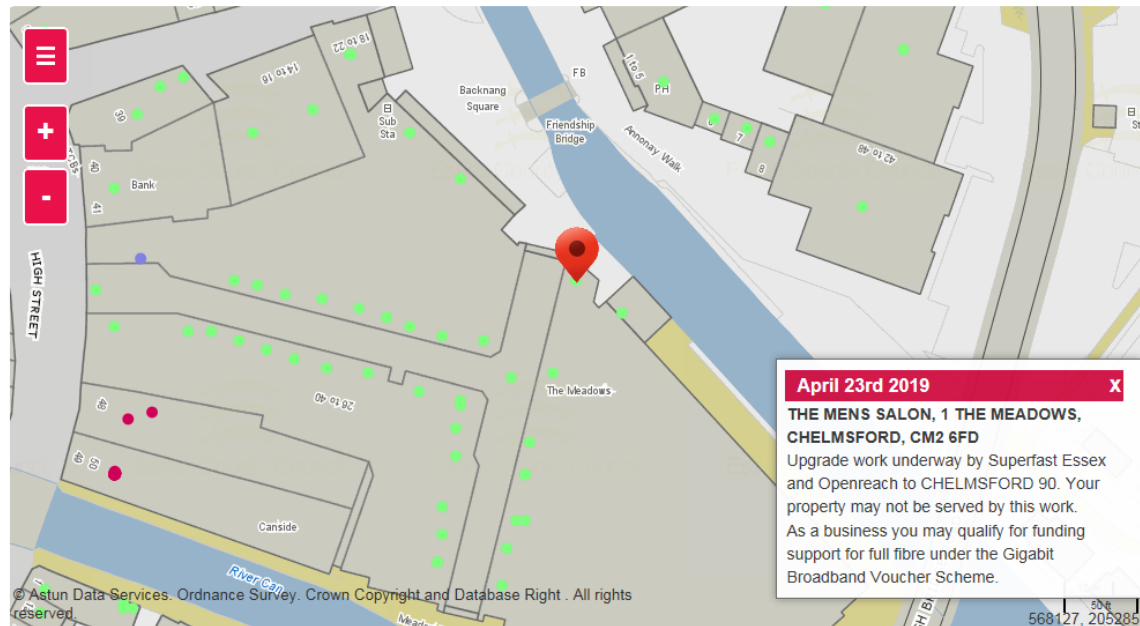 ☰
+
-
18 to 22
14 to 16
39
40
41
Bank
Sub
Sta
Backnang
Square
FB
Friendship
Bridge
1 to 5
PH
6
7
8
Annonay Walk
42 to 48
HIGH STREET
The Meadows
26 to 40
48
50
49
Canside
River Can
April 23rd 2019 X
THE MENS SALON, 1 THE MEADOWS,
CHELMSFORD, CM2 6FD
Upgrade work underway by Superfast Essex
and Openreach to CHELMSFORD 90. Your
property may not be served by this work.
As a business you may qualify for funding
support for full fibre under the Gigabit
Broadband Voucher Scheme.
© Astun Data Services. Ordnance Survey. Crown Copyright and Database Right . All rights
reserved.
50 ft
568127, 205285